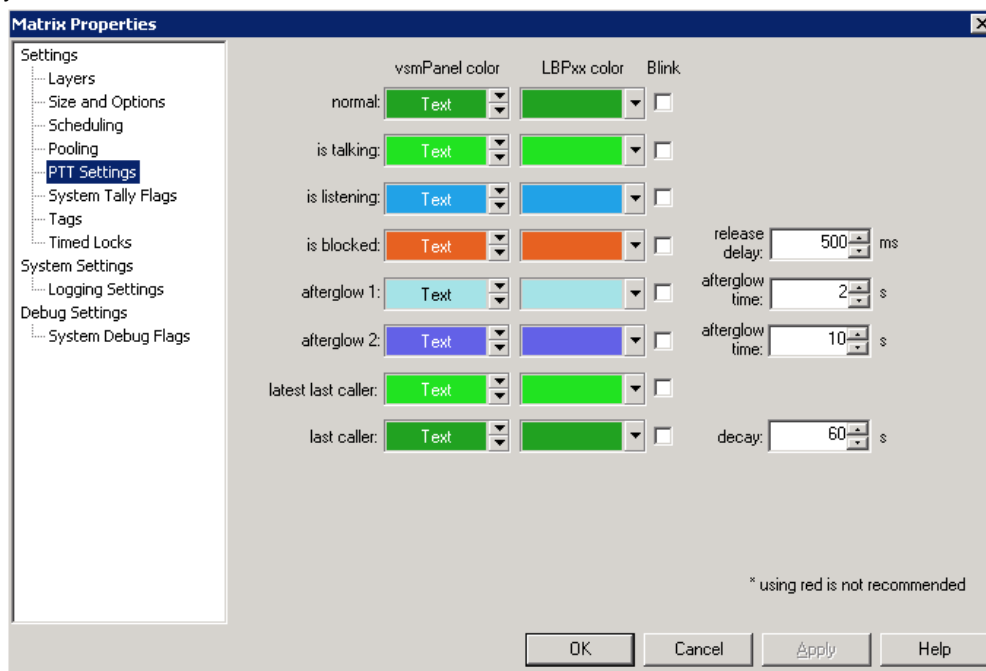 Matrix Properties
Settings
Layers
Size and Options
Scheduling
Pooling
PTT Settings
System Tally Flags
Tags
Timed Locks
System Settings
Logging Settings
Debug Settings
System Debug Flags
vsmPanel color LBPxx color Blink
normal: Text
is talking: Text
is listening: Text
is blocked: Text release delay: 500 ms
afterglow 1: Text afterglow time: 2 s
afterglow 2: Text afterglow time: 10 s
latest last caller: Text
last caller: Text decay: 60 s
* using red is not recommended
OK Cancel Apply Help